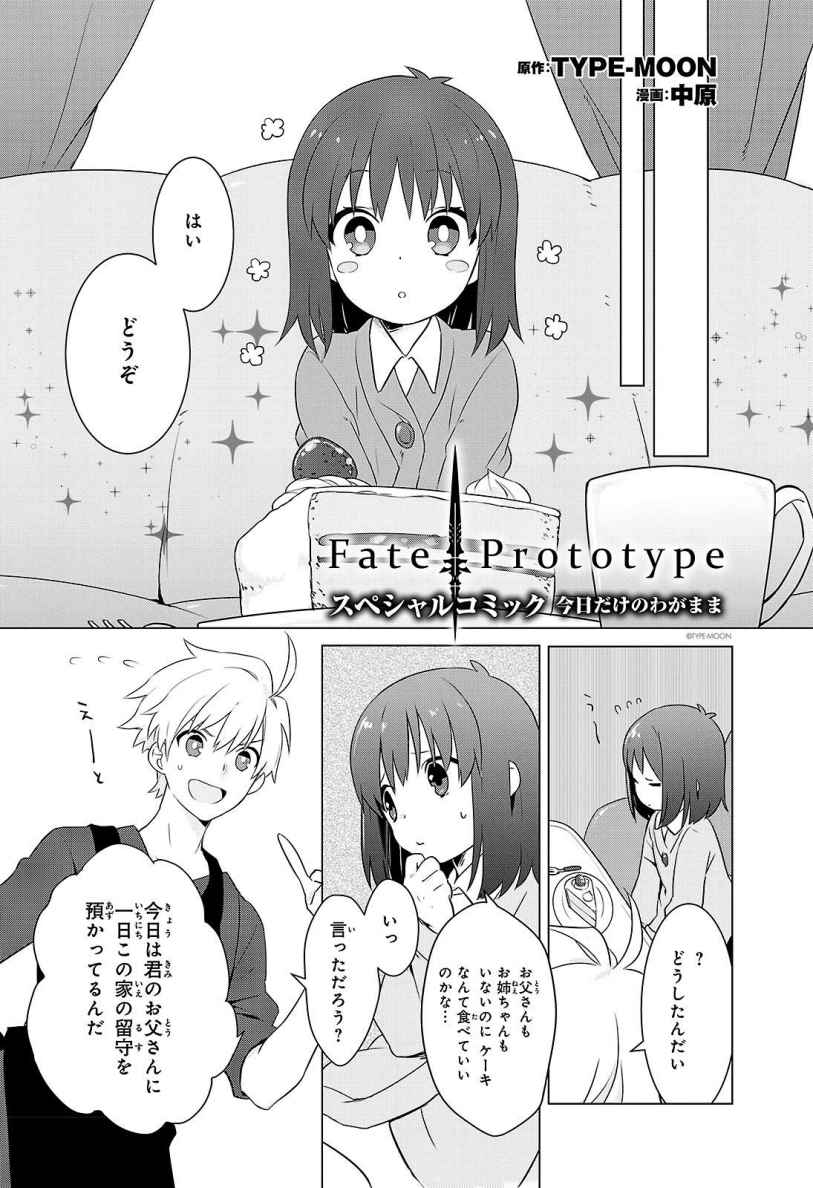 原作:TYPE-MOON
漫画:中原
はい
どうぞ
Fate Prototype
スペシャルコミック 今日だけのわがまま
©TYPE-MOON
?
どうしたんだい
お父さんも
お姉ちゃんも
いないのに ケーキ
なんて食べていい
のかな…
いっ
言っただろう?
えーと
今日は君のお父さんに
一日この家の留守を
預かってるんだ